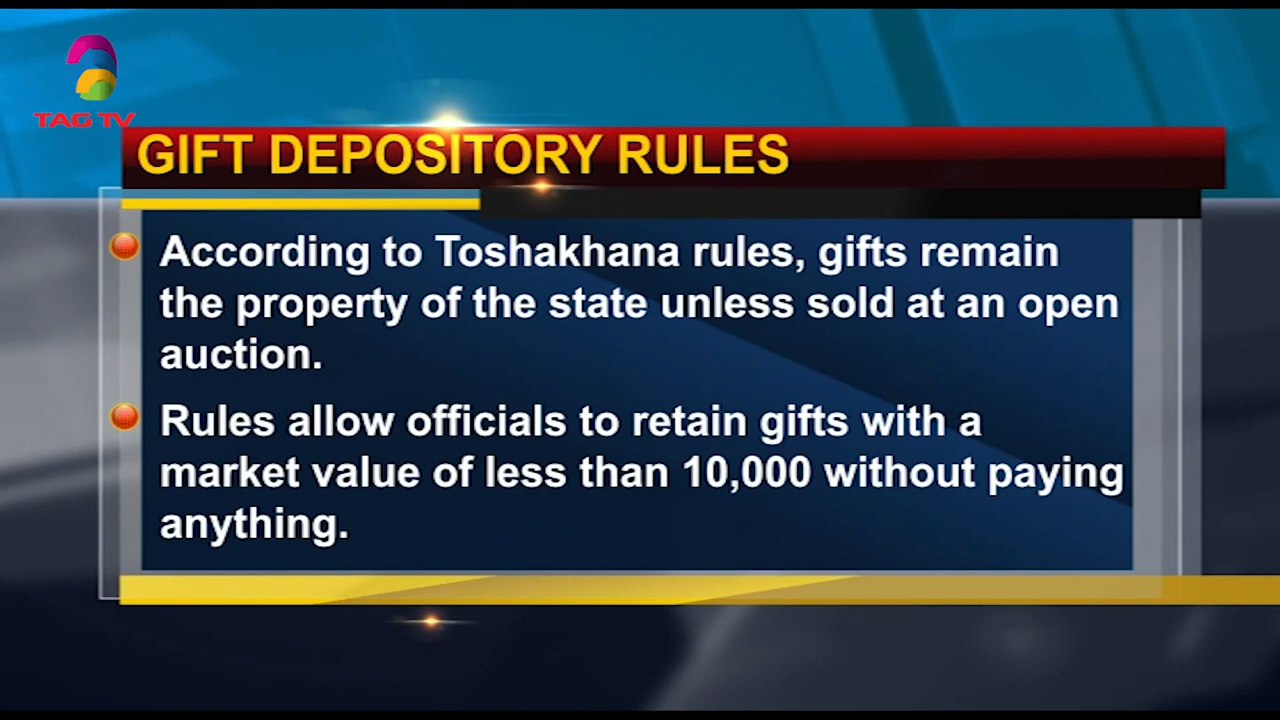 TAG TV
GIFT DEPOSITORY RULES
According to Toshakhana rules, gifts remain
the property of the state unless sold at an open
auction.
Rules allow officials to retain gifts with a
market value of less than 10,000 without paying
anything.